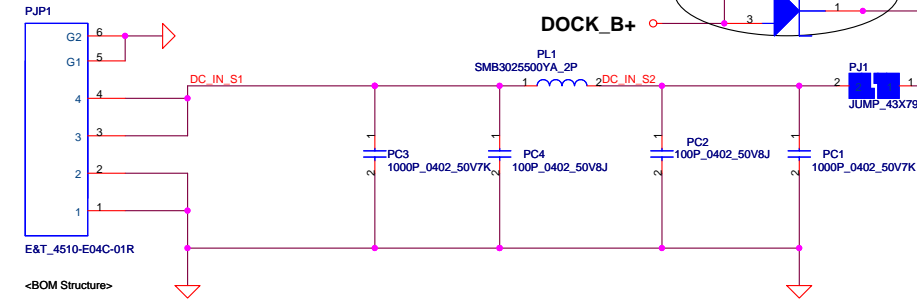 PJP1
DOCK_B+
3
1
G2
6
G1
5
4
4
3
3
2
2
1
1
E&T_4510-E04C-01R
<BOM Structure>
DC_IN_S1
PL1
SMB3025500YA_2P
1
2
DC_IN_S2
2
PJ1
2
1
1
JUMP_43X79
1
2
PC3
1000P_0402_50V7K
1
2
PC4
100P_0402_50V8J
1
2
PC2
100P_0402_50V8J
1
2
PC1
1000P_0402_50V7K